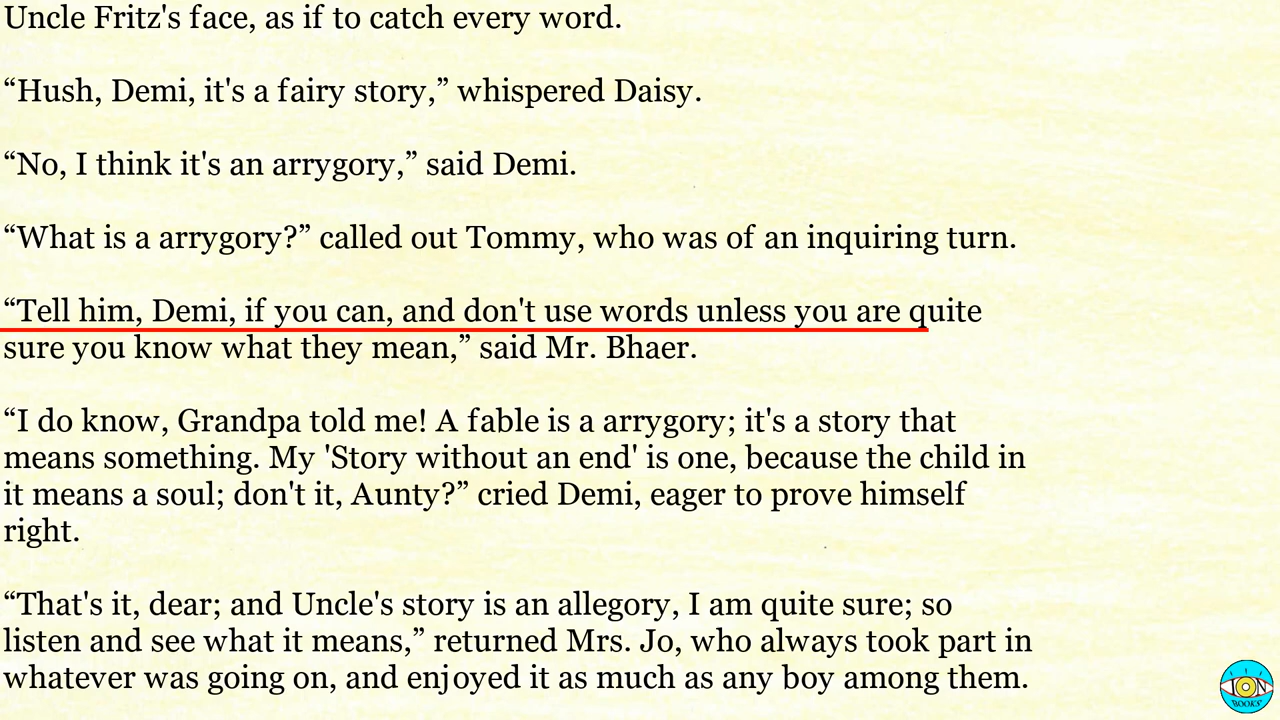 Uncle Fritz's face, as if to catch every word.
“Hush, Demi, it's a fairy story,” whispered Daisy.
“No, I think it's an arrygory,” said Demi.
“What is a arrygory?” called out Tommy, who was of an inquiring turn.
“Tell him, Demi, if you can, and don't use words unless you are quite
sure you know what they mean,” said Mr. Bhaer.
“I do know, Grandpa told me! A fable is a arrygory; it's a story that
means something. My 'Story without an end' is one, because the child in
it means a soul; don't it, Aunty?” cried Demi, eager to prove himself
right.
“That's it, dear; and Uncle's story is an allegory, I am quite sure; so
listen and see what it means,” returned Mrs. Jo, who always took part in
whatever was going on, and enjoyed it as much as any boy among them.
ION
BOOKS